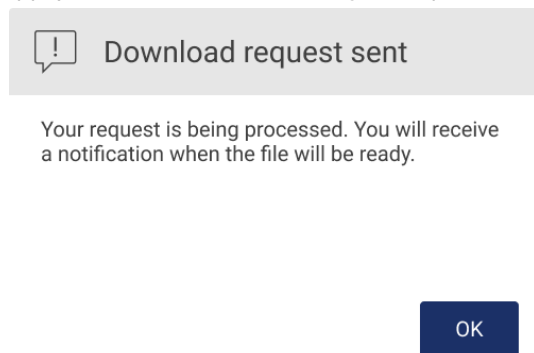 Download request sent
Your request is being processed. You will receive
a notification when the file will be ready.
OK